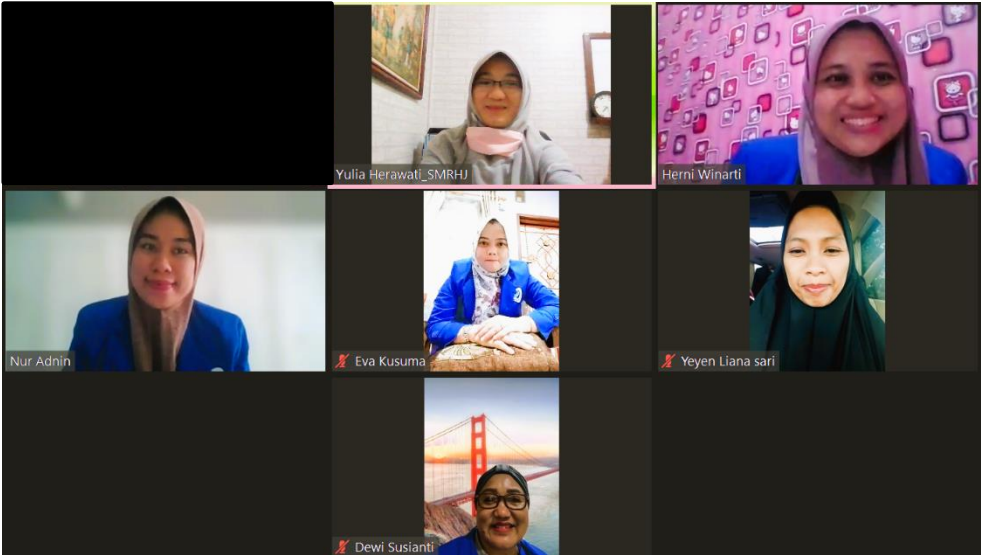 Yulia Herawati_SMRHJ
Herni Winarti
Nur Adnin
Eva Kusuma
Yeyen Liana sari
Dewi Susianti